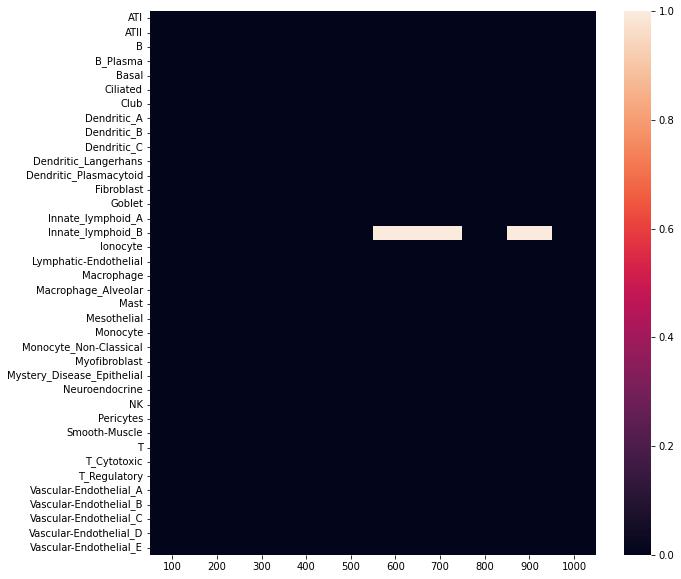 ATI
ATII
B
B_Plasma
Basal
Ciliated
Club
Dendritic_A
Dendritic_B
Dendritic_C
Dendritic_Langerhans
Dendritic_Plasmacytoid
Fibroblast
Goblet
Innate_lymphoid_A
Innate_lymphoid_B
Ionocyte
Lymphatic-Endothelial
Macrophage
Macrophage_Alveolar
Mast
Mesothelial
Monocyte
Monocyte_Non-Classical
Myofibroblast
Mystery_Disease_Epithelial
Neuroendocrine
NK
Pericytes
Smooth-Muscle
T
T_Cytotoxic
T_Regulatory
Vascular-Endothelial_A
Vascular-Endothelial_B
Vascular-Endothelial_C
Vascular-Endothelial_D
Vascular-Endothelial_E
100 200 300 400 500 600 700 800 900 1000
1.0
0.8
0.6
0.4
0.2
0.0